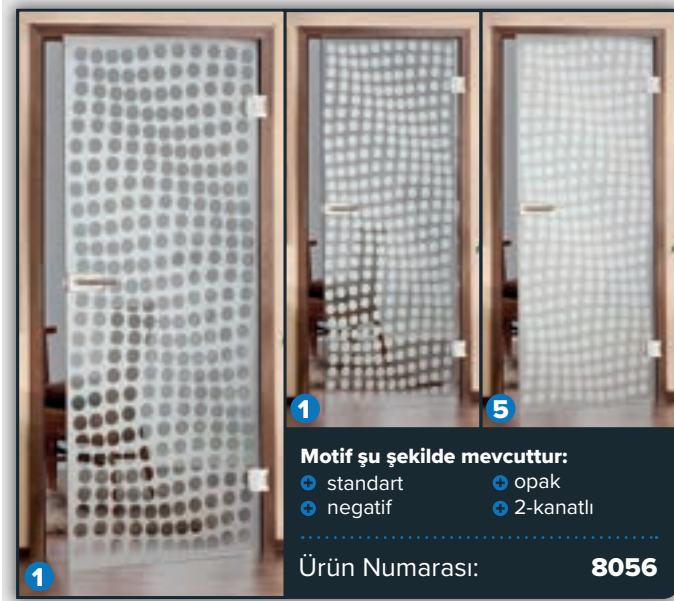 1
1
5
Motif şu şekilde mevcuttur:
standart
opak
negatif
2-kanatlı
Ürün Numarası: 8056